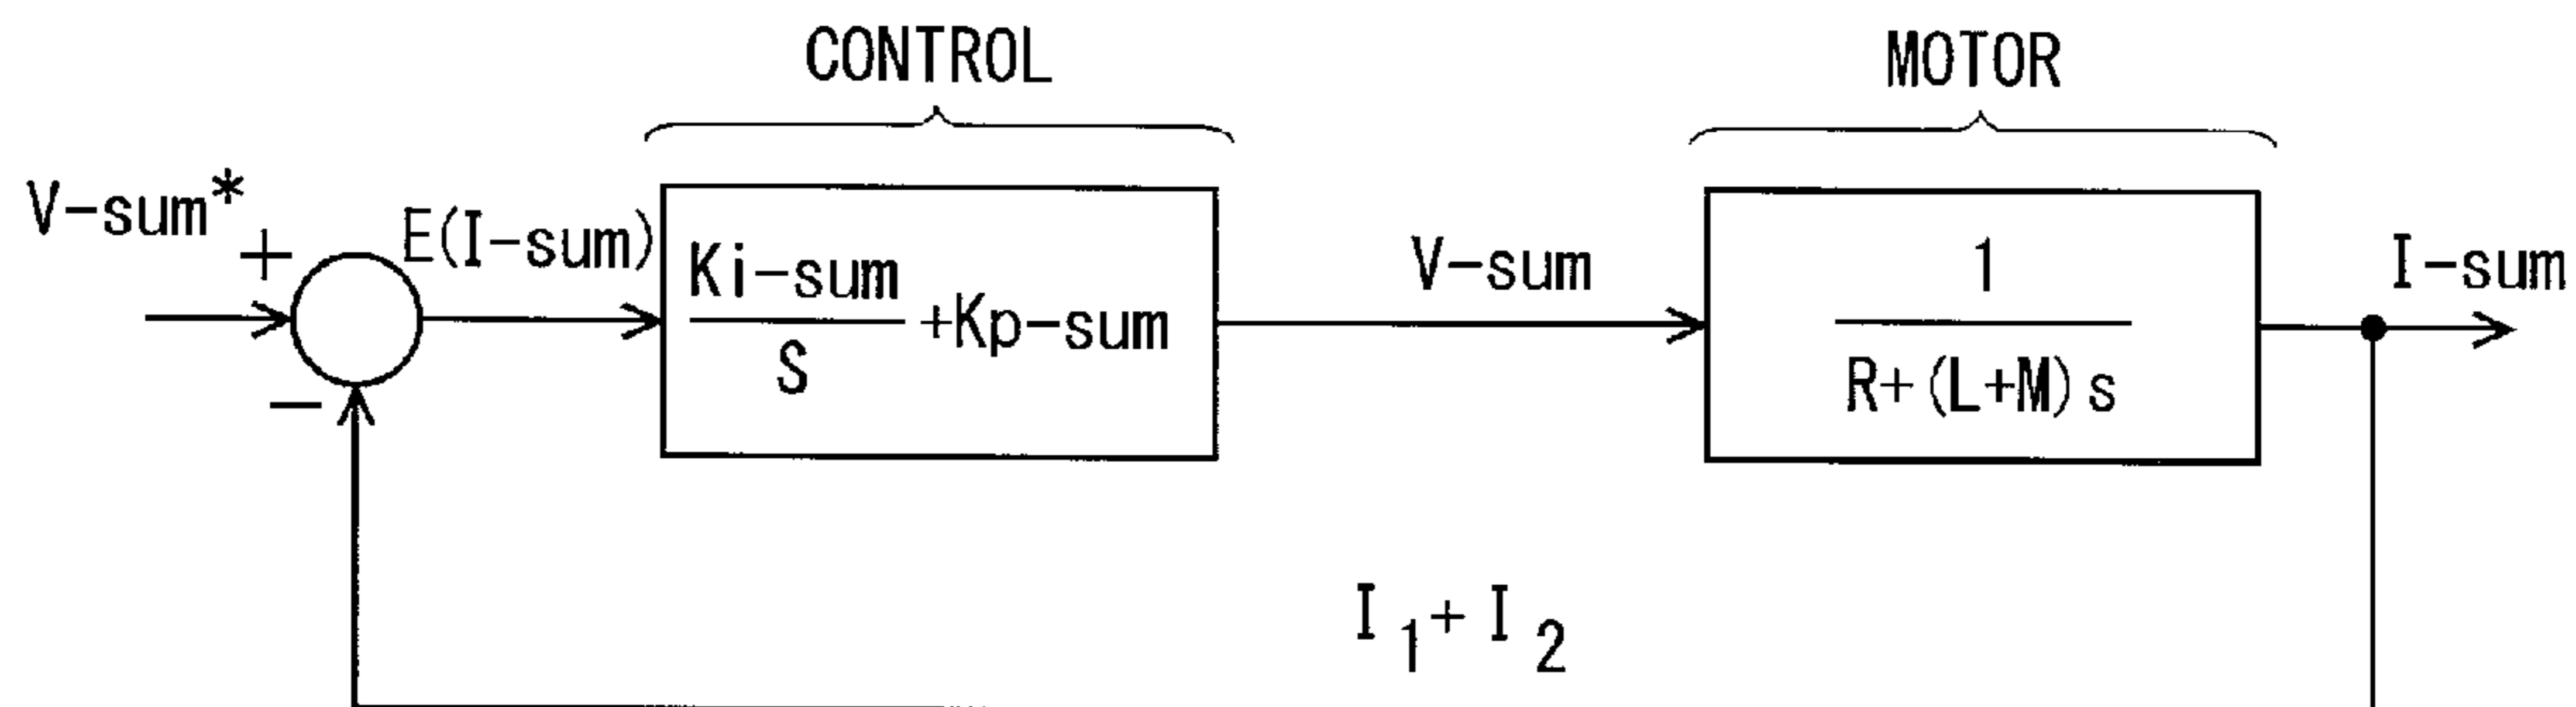 CONTROL
MOTOR
V-sum*
+
E(I-sum)
Ki-sum
S
+Kp-sum
V-sum
1
R+(L+M)s
I-sum
−
I1+I2